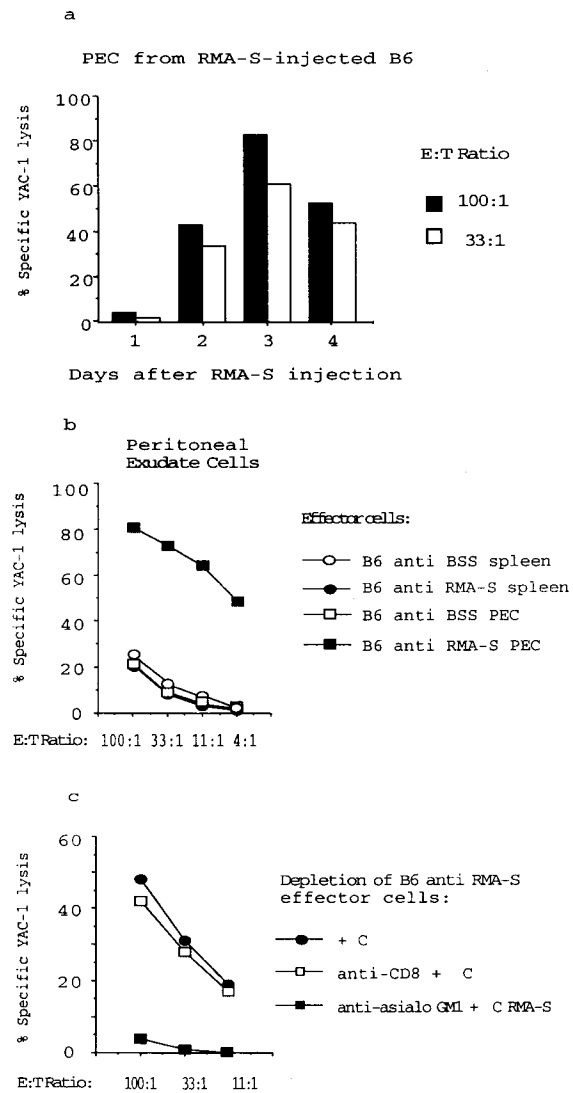 a
PEC from RMA-S-injected B6
% Specific YAC-1 lysis
100
80
60
40
20
0
1 2 3 4
Days after RMA-S injection
E:T Ratio
100:1
33:1
b
Peritoneal
Exudate Cells
% Specific YAC-1 lysis
100
80
60
40
20
0
E:T Ratio: 100:1 33:1 11:1 4:1
Effector cells:
B6 anti BSS spleen
B6 anti RMA-S spleen
B6 anti BSS PEC
B6 anti RMA-S PEC
c
% Specific YAC-1 lysis
60
40
20
0
E:T Ratio: 100:1 33:1 11:1
Depletion of B6 anti RMA-S
effector cells:
+ C
anti-CD8 + C
anti-asialo GM1 + C RMA-S